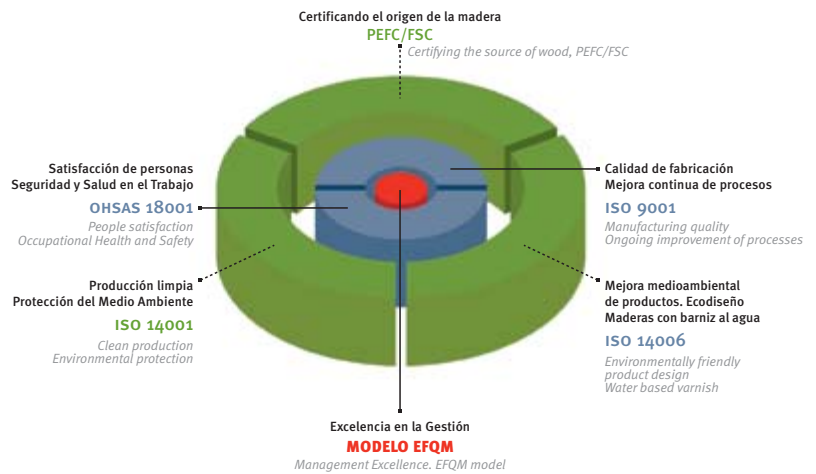 Certificando el origen de la madera
PEFC/FSC
Certifying the source of wood, PEFC/FSC
Satisfacción de personas
Seguridad y Salud en el Trabajo
OHSAS 18001
People satisfaction
Occupational Health and Safety
Calidad de fabricación
Mejora continua de procesos
ISO 9001
Manufacturing quality
Ongoing improvement of processes
Producción limpia
Protección del Medio Ambiente
ISO 14001
Clean production
Environmental protection
Mejora medioambiental
de productos. Ecodiseño
Maderas con barniz al agua
ISO 14006
Environmentally friendly
product design
Water based varnish
Excelencia en la Gestión
MODELO EFQM
Management Excellence. EFQM model